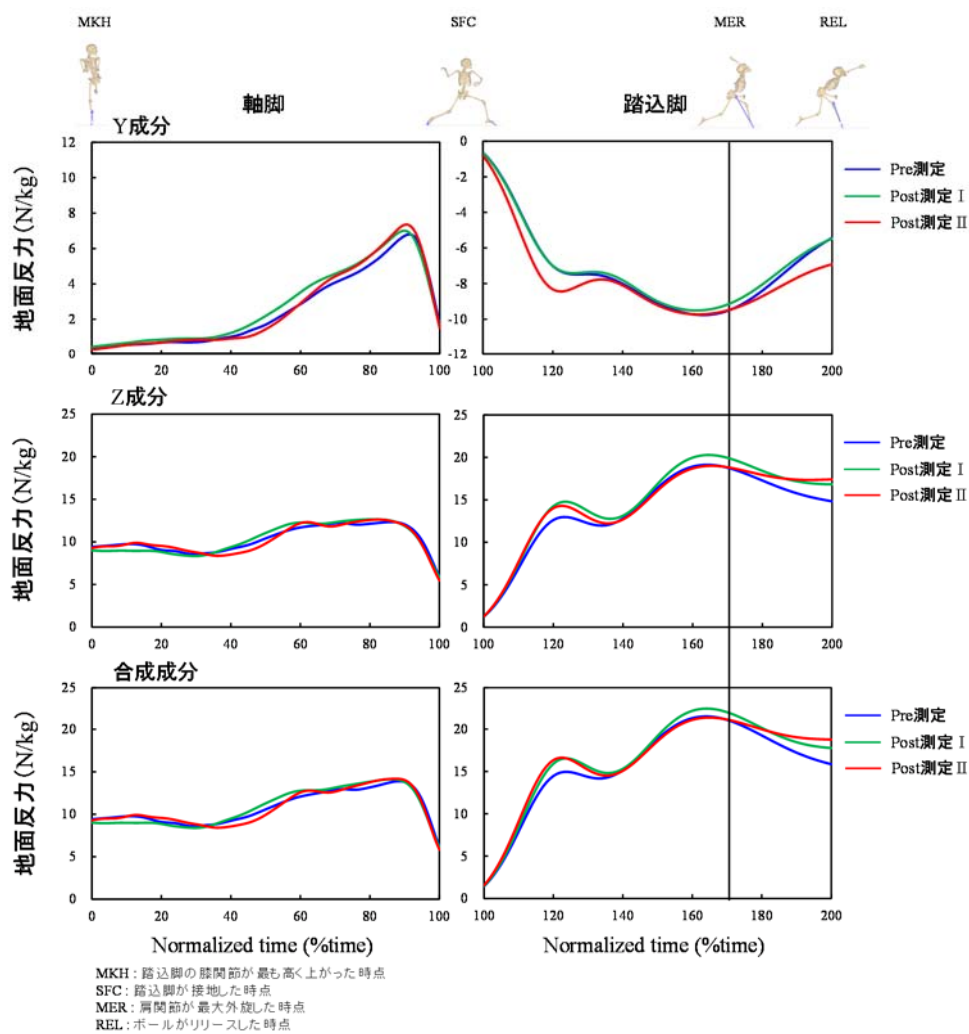 MKH SFC MER REL
軸脚 踏込脚
Y成分
地面反力(N/kg)
12
10
8
6
4
2
0
0 20 40 60 80 100
0
-2
-4
-6
-8
-10
-12
100 120 140 160 180 200
Pre測定
Post測定Ⅰ
Post測定Ⅱ
Z成分
地面反力(N/kg)
25
20
15
10
5
0
0 20 40 60 80 100
25
20
15
10
5
0
100 120 140 160 180 200
Pre測定
Post測定Ⅰ
Post測定Ⅱ
合成成分
地面反力(N/kg)
25
20
15
10
5
0
0 20 40 60 80 100
25
20
15
10
5
0
100 120 140 160 180 200
Pre測定
Post測定Ⅰ
Post測定Ⅱ
Normalized time (%time) Normalized time (%time)
MKH:踏込脚の膝関節が最も高く上がった時点
SFC:踏込脚が接地した時点
MER:肩関節が最大外旋した時点
REL:ボールがリリースした時点